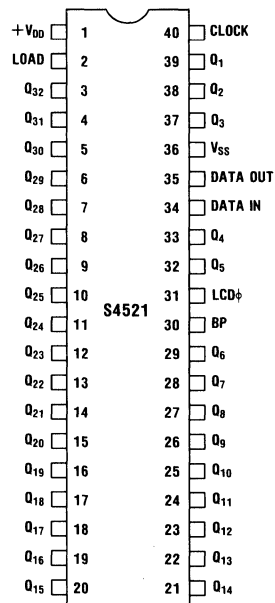 +V_DD 1 40 CLOCK
LOAD 2 39 Q₁
Q₃₂ 3 38 Q₂
Q₃₁ 4 37 Q₃
Q₃₀ 5 36 V_SS
Q₂₉ 6 35 DATA OUT
Q₂₈ 7 34 DATA IN
Q₂₇ 8 33 Q₄
Q₂₆ 9 32 Q₅
Q₂₅ 10 31 LCDϕ
S4521
Q₂₄ 11 30 BP
Q₂₃ 12 29 Q₆
Q₂₂ 13 28 Q₇
Q₂₁ 14 27 Q₈
Q₂₀ 15 26 Q₉
Q₁₉ 16 25 Q₁₀
Q₁₈ 17 24 Q₁₁
Q₁₇ 18 23 Q₁₂
Q₁₆ 19 22 Q₁₃
Q₁₅ 20 21 Q₁₄